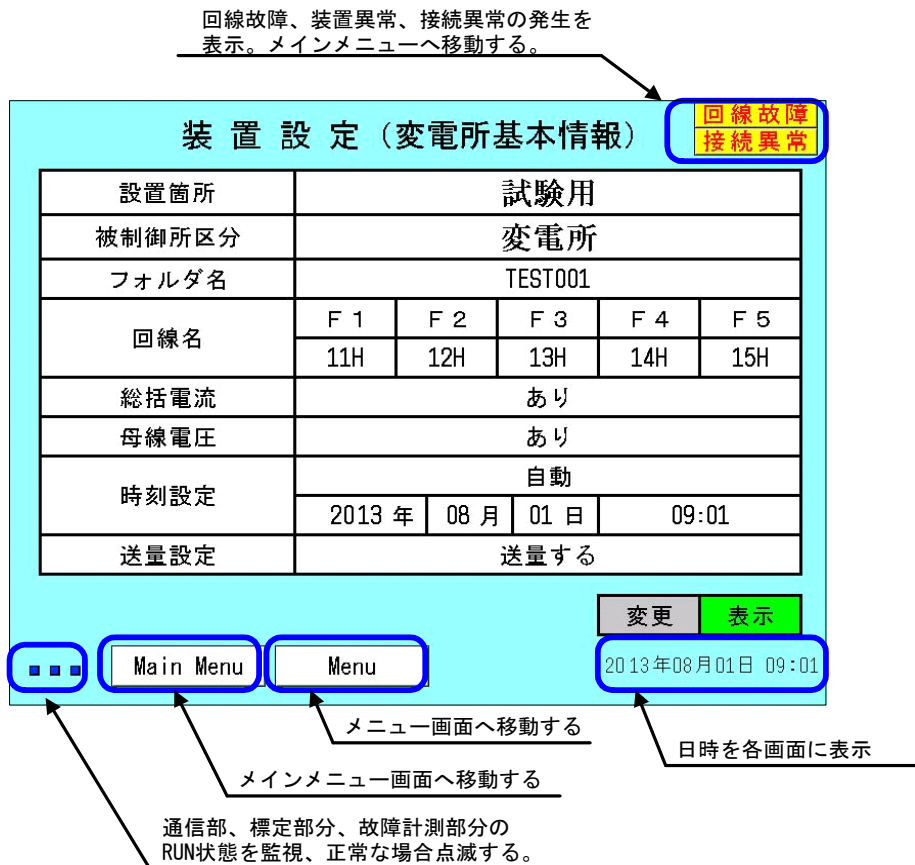 回線故障、装置異常、接続異常の発生を
表示。メインメニューへ移動する。
装 置 設 定（変電所基本情報）
回線故障
接続異常
設置箇所 試験用
被制御所区分 変電所
フォルダ名 TEST001
回線名 F1 F2 F3 F4 F5
11H 12H 13H 14H 15H
総括電流 あり
母線電圧 あり
時刻設定 自動
2013 年 08 月 01 日 09:01
送量設定 送量する
変更 表示
Main Menu Menu 2013年08月01日 09:01
メニュー画面へ移動する
日時を各画面に表示
メインメニュー画面へ移動する
通信部、標定部分、故障計測部分の
RUN状態を監視、正常な場合点滅する。